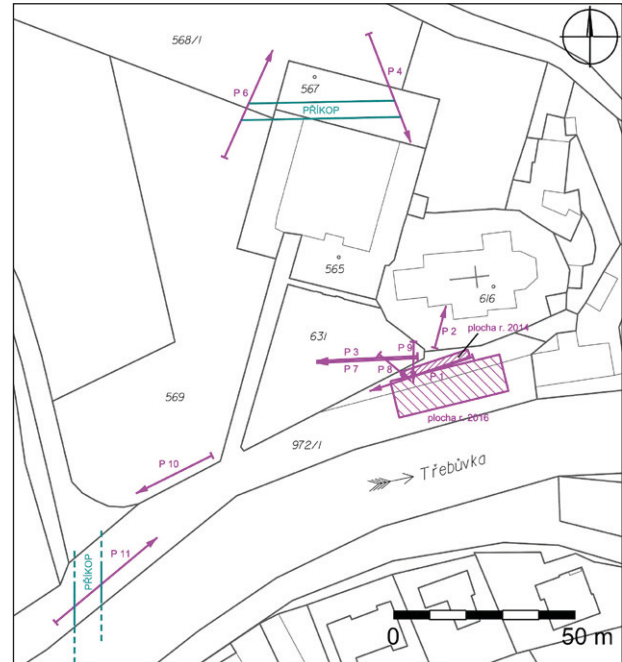 568/1
P 6
P 4
567
PŘÍKOP
565
616
P 2
plocha r. 2014
631
P 9
P 3
P 7
P 8
P 1
plocha r. 2016
569
972/1
P 10
Třebůvka
P 11
PŘÍKOP
0 50 m